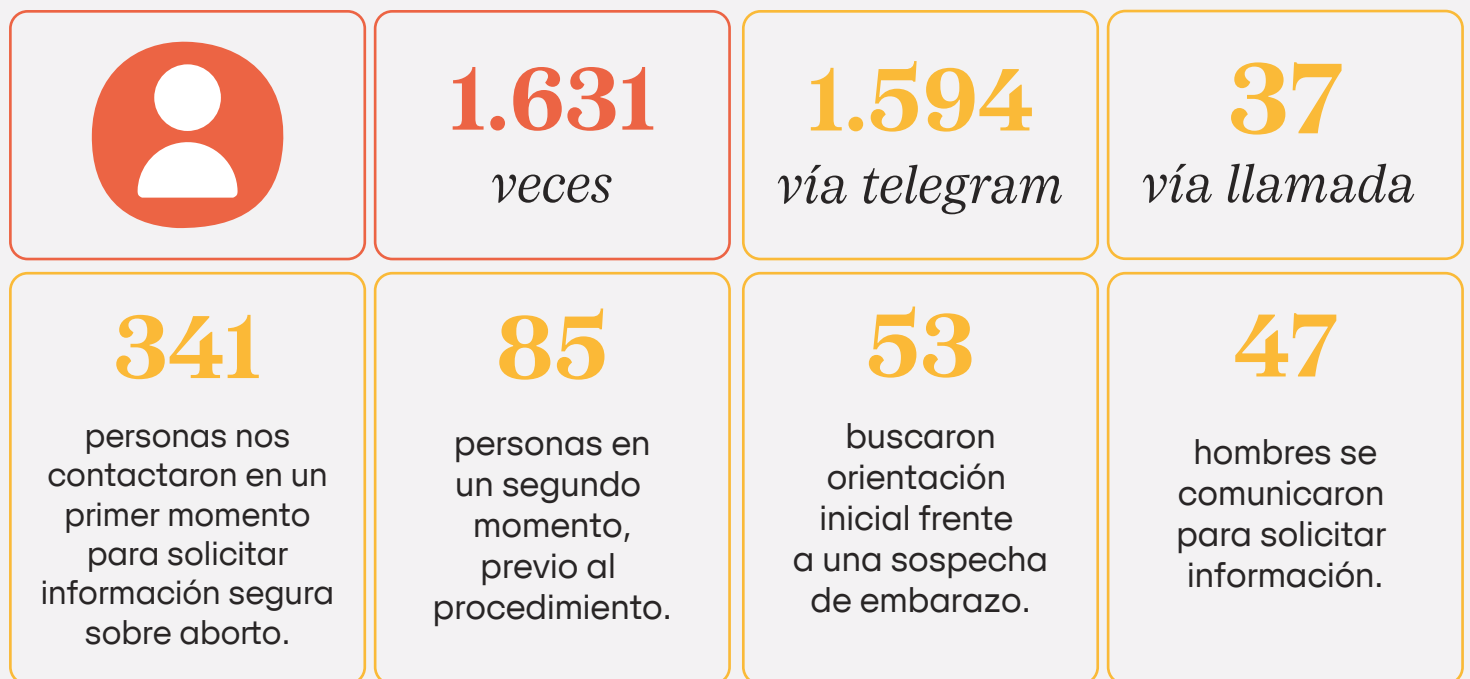 1.631
veces
1.594
vía telegram
37
vía llamada
341
personas nos
contactaron en un
primer momento
para solicitar
información segura
sobre aborto.
85
personas en
un segundo
momento,
previo al
procedimiento.
53
buscaron
orientación
inicial frente
a una sospecha
de embarazo.
47
hombres se
comunicaron
para solicitar
información.